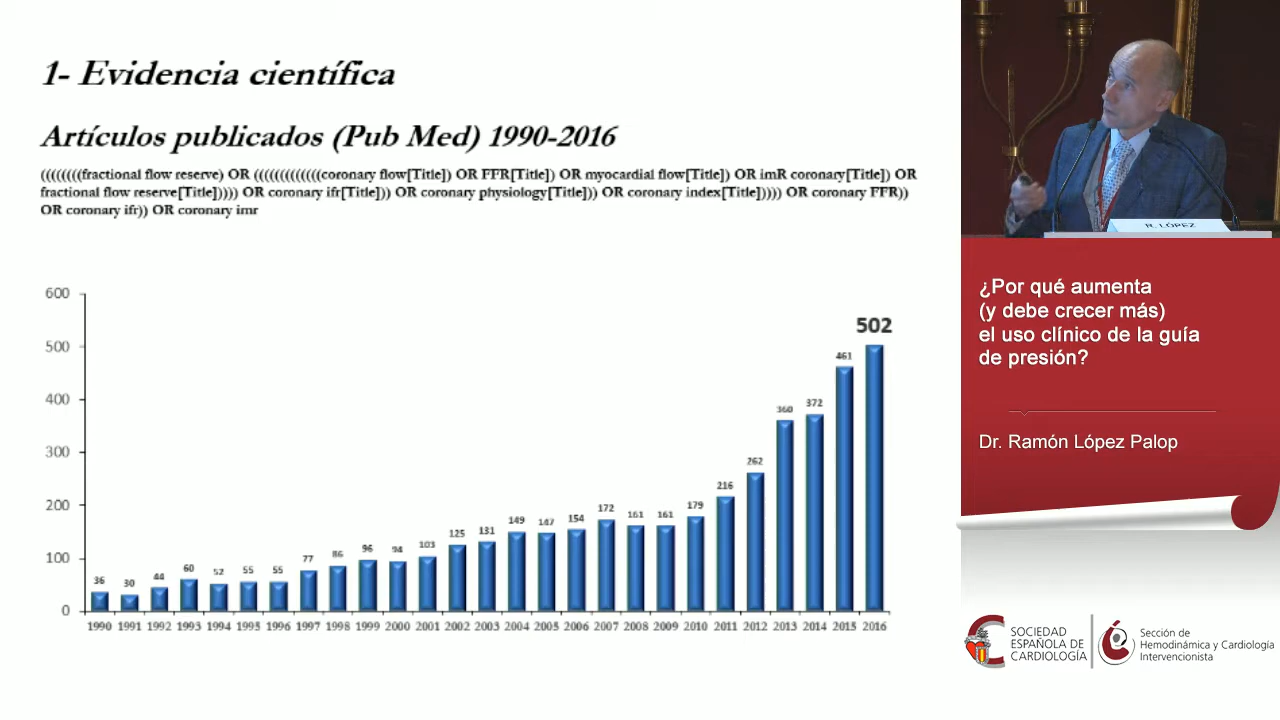 1- Evidencia científica
Artículos publicados (Pub Med) 1990-2016
((((((((fractional flow reserve) OR (((((((((((((coronary flow[Title]) OR FFR[Title]) OR myocardial flow[Title]) OR imR coronary[Title]) OR
fractional flow reserve[Title]))))) OR coronary ifr[Title])) OR coronary physiology[Title])) OR coronary index[Title]))))) OR coronary FFR))
OR coronary ifr)) OR coronary imr
600
500
400
300
200
100
0
36 30 44 60 52 55 55 77 86 96 94 103 125 131 149 147 154 172 161 161 179 216 262 360 372 461 502
1990 1991 1992 1993 1994 1995 1996 1997 1998 1999 2000 2001 2002 2003 2004 2005 2006 2007 2008 2009 2010 2011 2012 2013 2014 2015 2016
R. LÓPEZ
¿Por qué aumenta
(y debe crecer más)
el uso clínico de la guía
de presión?
Dr. Ramón López Palop
SOCIEDAD
ESPAÑOLA DE
CARDIOLOGÍA
Sección de
Hemodinámica y Cardiología
Intervencionista